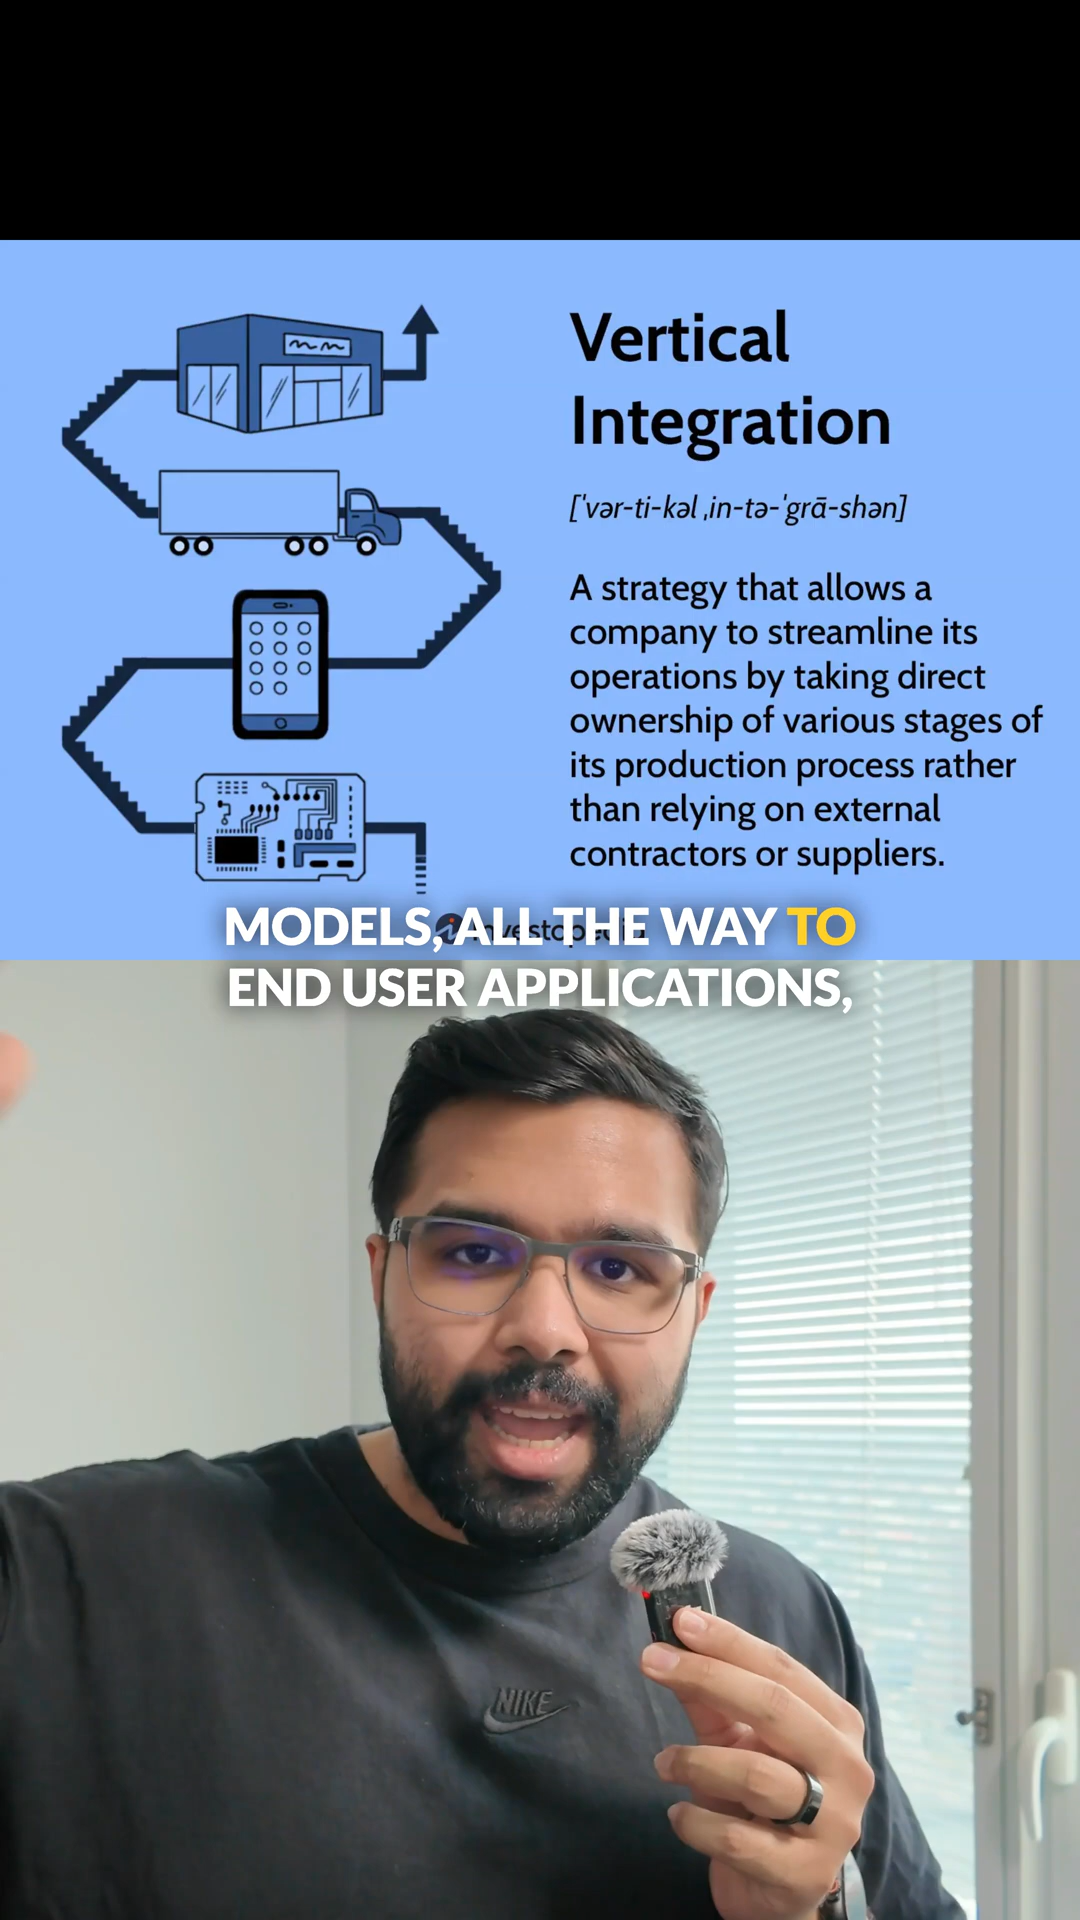 Vertical
Integration
[ˈvər-ti-kəl ˌin-tə-ˈgrā-shən]
A strategy that allows a
company to streamline its
operations by taking direct
ownership of various stages of
its production process rather
than relying on external
contractors or suppliers.
MODELS, ALL THE WAY TO
END USER APPLICATIONS,
NIKE